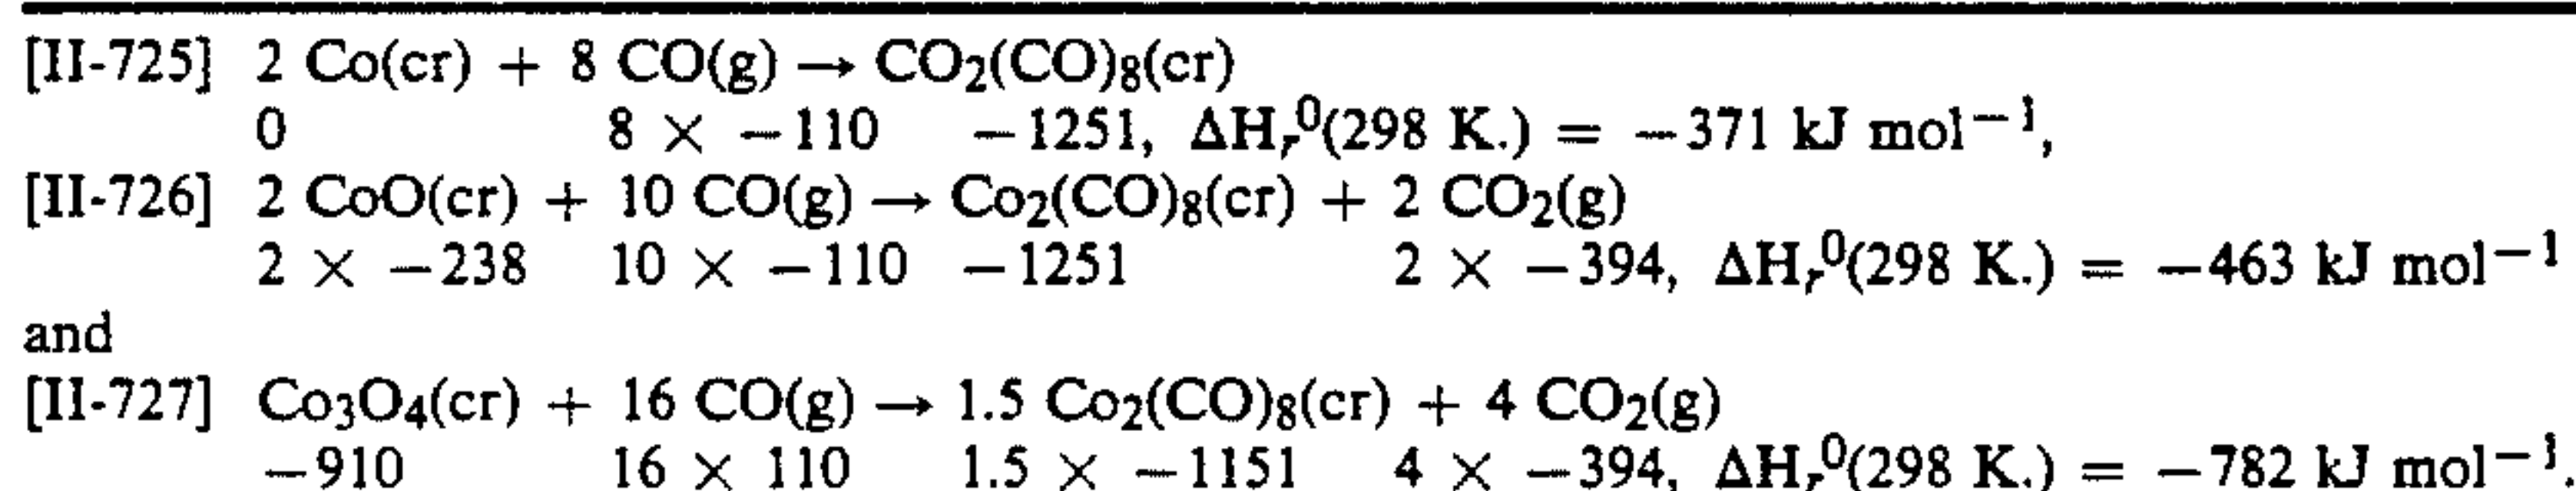 [II-725] 2 Co(cr) + 8 CO(g) → CO₂(CO)₈(cr)
0 8 × −110 −1251, ΔHᵣ⁰(298 K.) = −371 kJ mol⁻¹,
[II-726] 2 CoO(cr) + 10 CO(g) → Co₂(CO)₈(cr) + 2 CO₂(g)
2 × −238 10 × −110 −1251 2 × −394, ΔHᵣ⁰(298 K.) = −463 kJ mol⁻¹
and
[II-727] Co₃O₄(cr) + 16 CO(g) → 1.5 Co₂(CO)₈(cr) + 4 CO₂(g)
−910 16 × 110 1.5 × −1151 4 × −394, ΔHᵣ⁰(298 K.) = −782 kJ mol⁻¹.